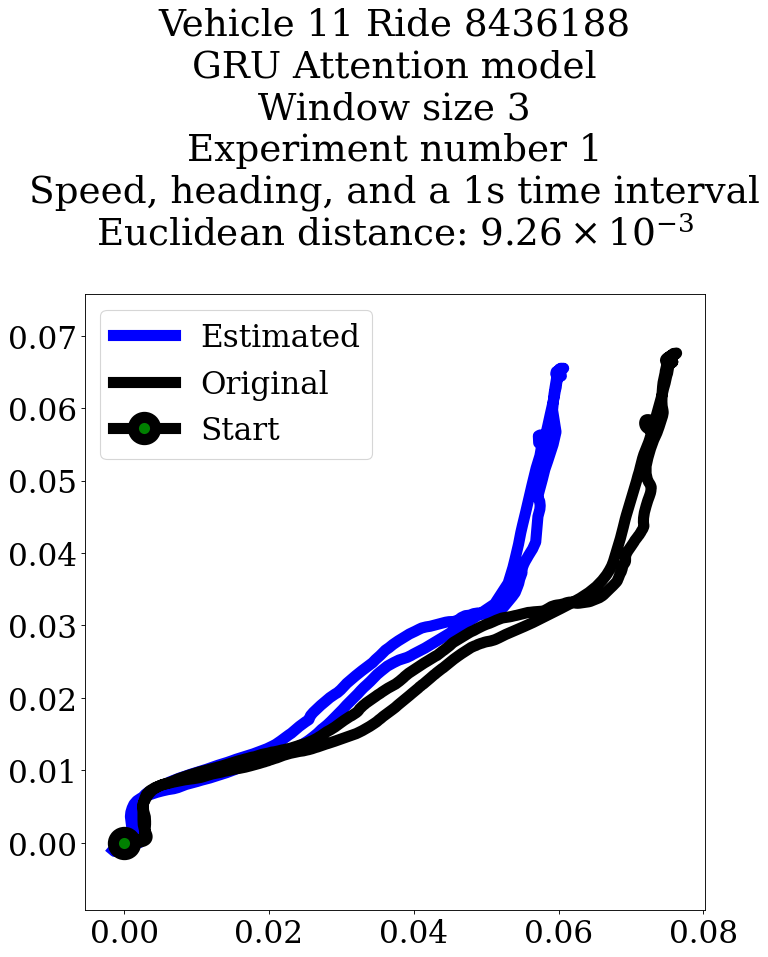 Vehicle 11 Ride 8436188
GRU Attention model
Window size 3
Experiment number 1
Speed, heading, and a 1s time interval
Euclidean distance: 9.26 × 10⁻³
Estimated
Original
Start
0.07
0.06
0.05
0.04
0.03
0.02
0.01
0.00
0.00 0.02 0.04 0.06 0.08